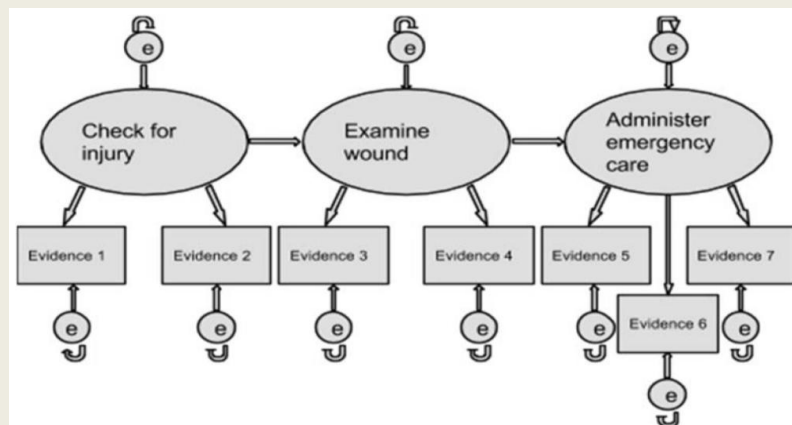 e
e
e
Check for
injury
Examine
wound
Administer
emergency
care
Evidence 1
Evidence 2
Evidence 3
Evidence 4
Evidence 5
Evidence 7
Evidence 6
e
e
e
e
e
e
e